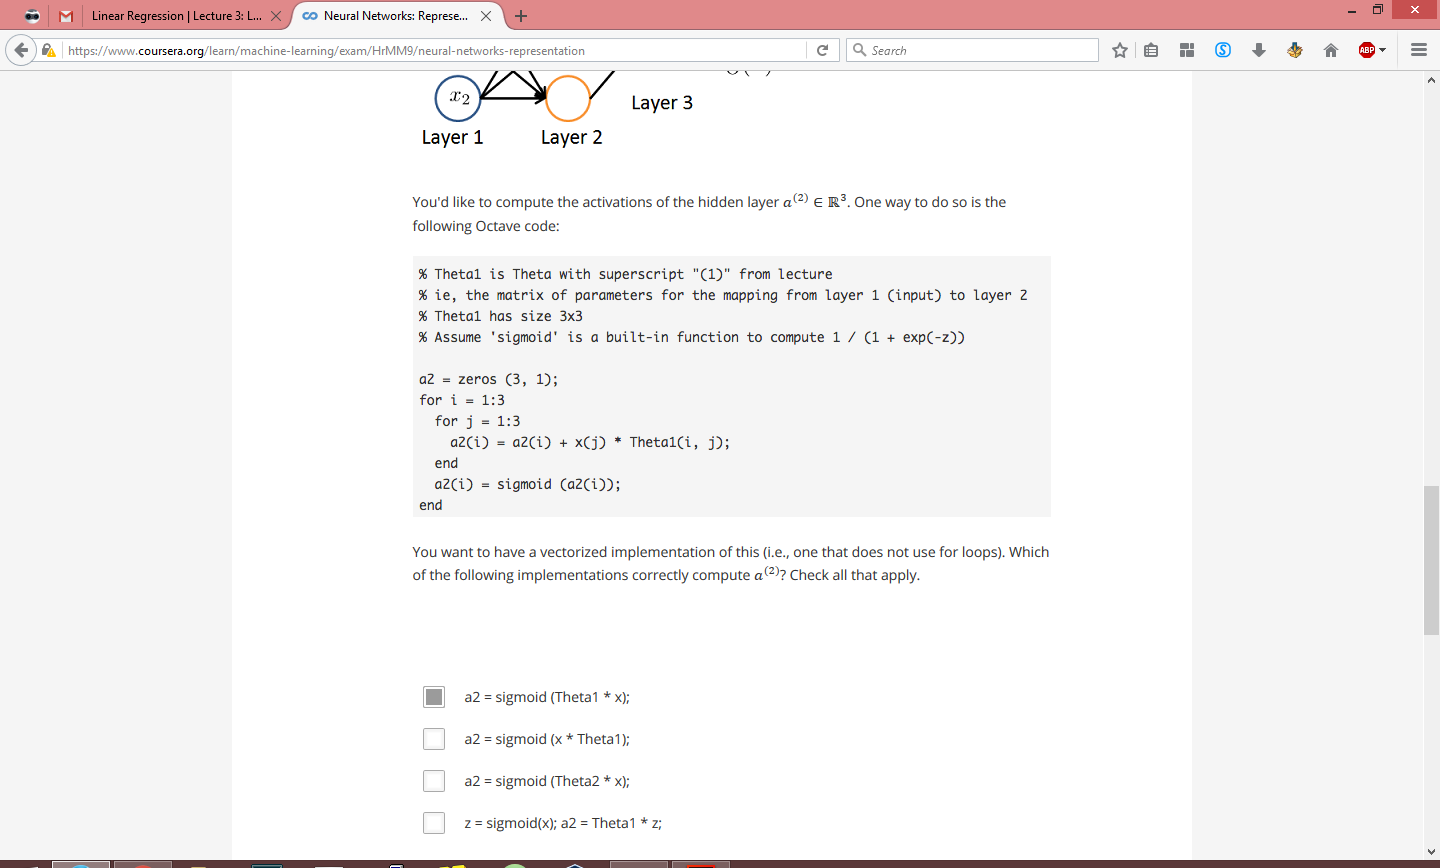 Linear Regression | Lecture 3: L...
Neural Networks: Represe...
https://www.coursera.org/learn/machine-learning/exam/HrMM9/neural-networks-representation
Search
ABP
x2
Layer 3
Layer 1
Layer 2
You'd like to compute the activations of the hidden layer a(2) ∈ ℝ3. One way to do so is the
following Octave code:
% Theta1 is Theta with superscript "(1)" from lecture
% ie, the matrix of parameters for the mapping from layer 1 (input) to layer 2
% Theta1 has size 3x3
% Assume 'sigmoid' is a built-in function to compute 1 / (1 + exp(-z))
a2 = zeros (3, 1);
for i = 1:3
for j = 1:3
a2(i) = a2(i) + x(j) * Theta1(i, j);
end
a2(i) = sigmoid (a2(i));
end
You want to have a vectorized implementation of this (i.e., one that does not use for loops). Which
of the following implementations correctly compute a(2)? Check all that apply.
a2 = sigmoid (Theta1 * x);
a2 = sigmoid (x * Theta1);
a2 = sigmoid (Theta2 * x);
z = sigmoid(x); a2 = Theta1 * z;